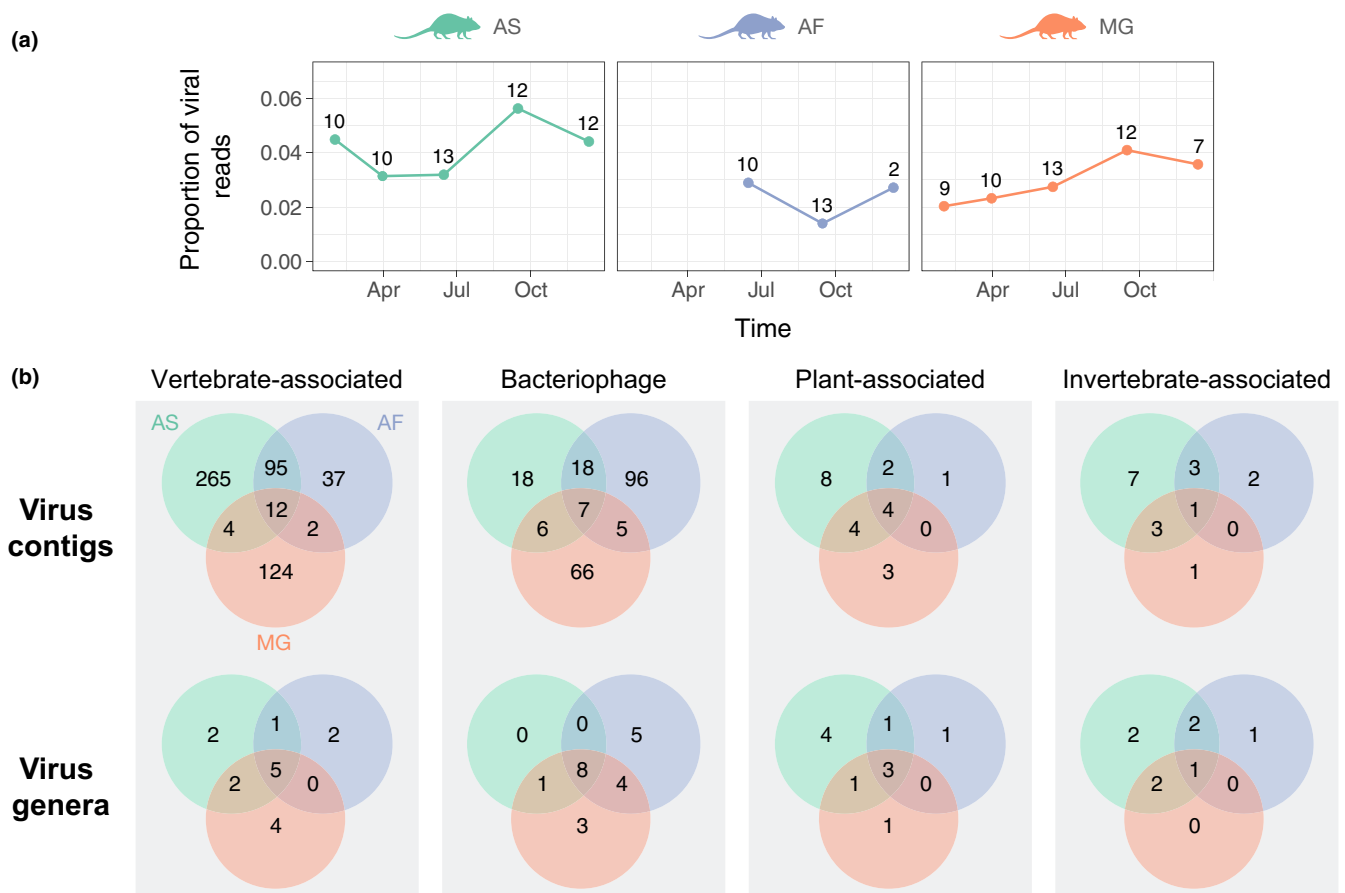 (a)
AS AF MG
Proportion of viral
reads
0.06
0.04
0.02
0.00
10 10 13 12 12
10 13 2
9 10 13 12 7
Apr Jul Oct Apr Jul Oct Apr Jul Oct
Time
(b)
Vertebrate-associated Bacteriophage Plant-associated Invertebrate-associated
Virus
contigs
AS AF
265 95 37
12
4 2
124
MG
18 18 96
7
6 5
66
8 2 1
4
4 0
3
7 3 2
1
3 0
1
Virus
genera
2 1 2
5
2 0
4
0 0 5
8
1 4
3
4 1 1
3
1 0
1
2 2 1
1
2 0
0